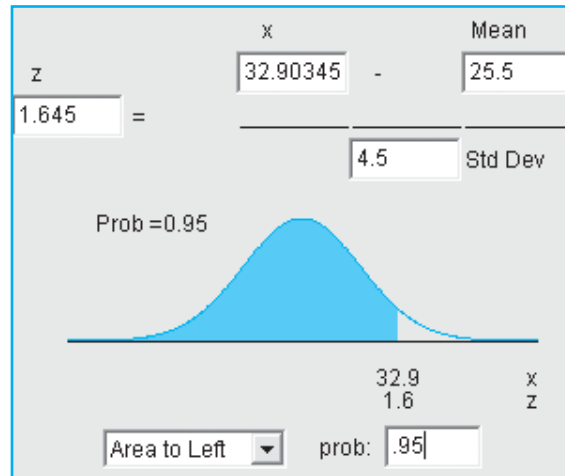 x Mean
z 32.90345 - 25.5
1.645 =
4.5 Std Dev
Prob =0.95
32.9 x
1.6 z
Area to Left prob: .95